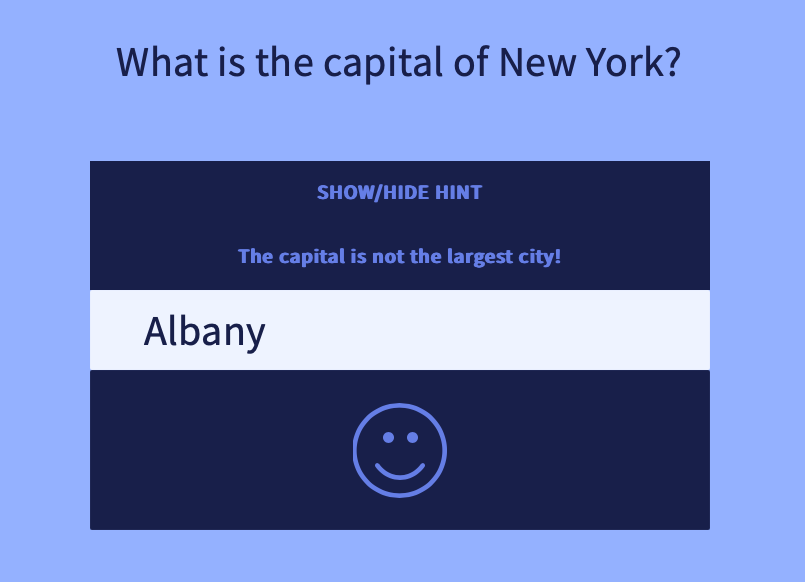 What is the capital of New York?
SHOW/HIDE HINT
The capital is not the largest city!
Albany